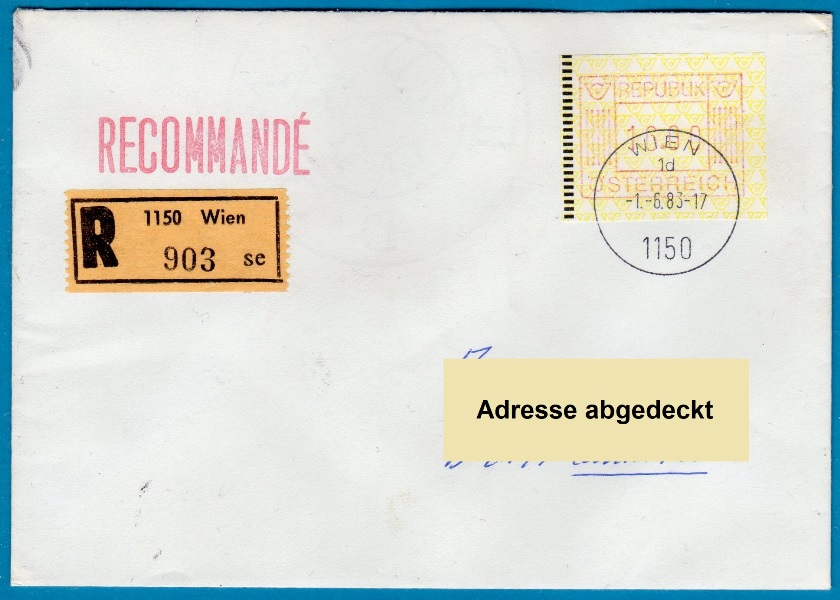 RECOMMANDÉ
R 1150 Wien
903 se
REPUBLIK
ÖSTERREICH
WIEN
1d
-1.-6.83-17
1150
Adresse abgedeckt